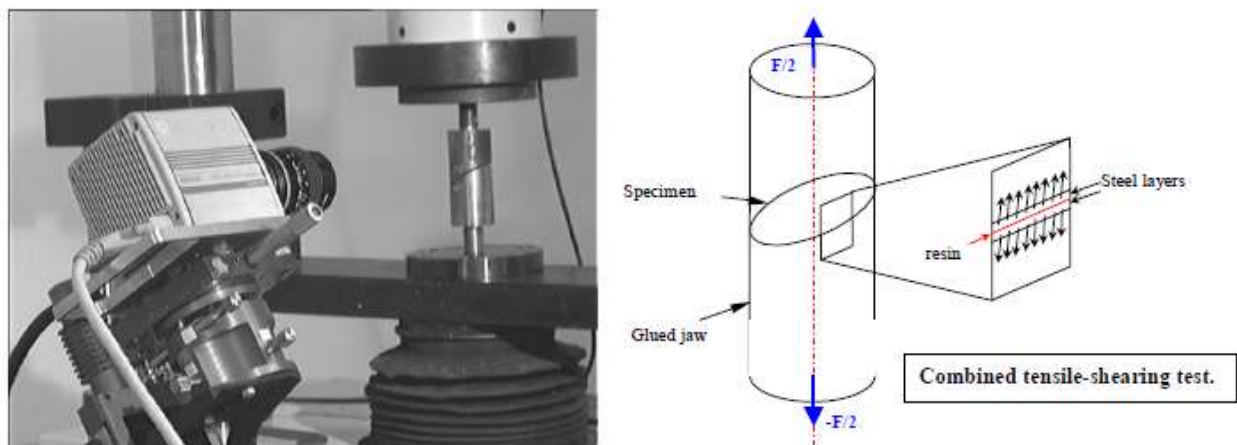 F/2
Specimen
Steel layers
resin
Glued jaw
Combined tensile-shearing test.
-F/2